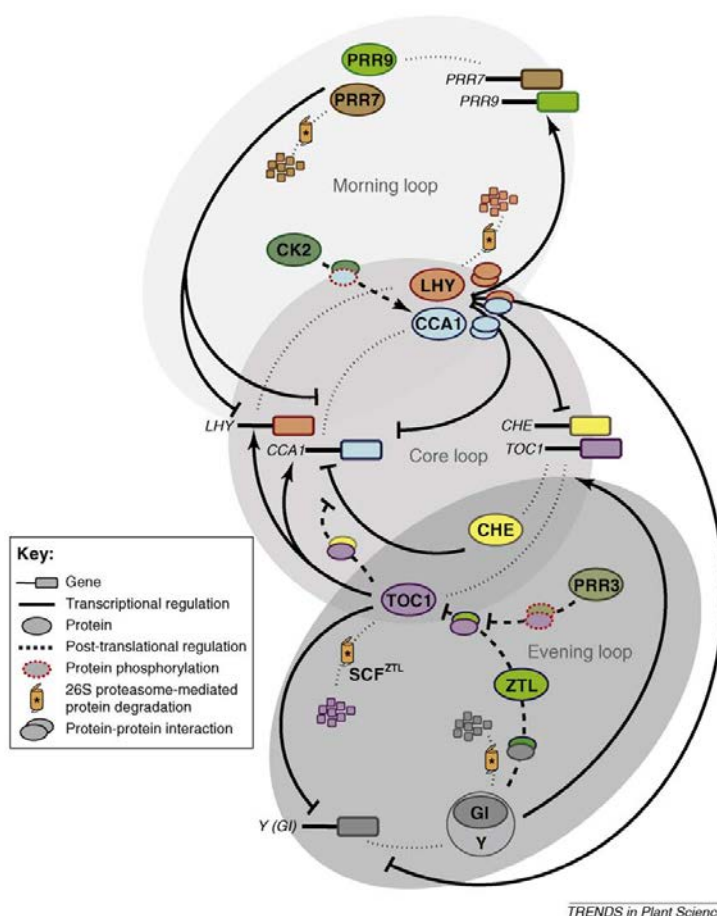 PRR9
PRR7
PRR7
PRR9
Morning loop
CK2
LHY
CCA1
LHY
CCA1
Core loop
CHE
TOC1
CHE
TOC1
PRR3
Evening loop
SCF^ZTL
ZTL
GI
Y
Y (GI)
Key:
Gene
Transcriptional regulation
Protein
Post-translational regulation
Protein phosphorylation
26S proteasome-mediated
protein degradation
Protein-protein interaction
TRENDS in Plant Science